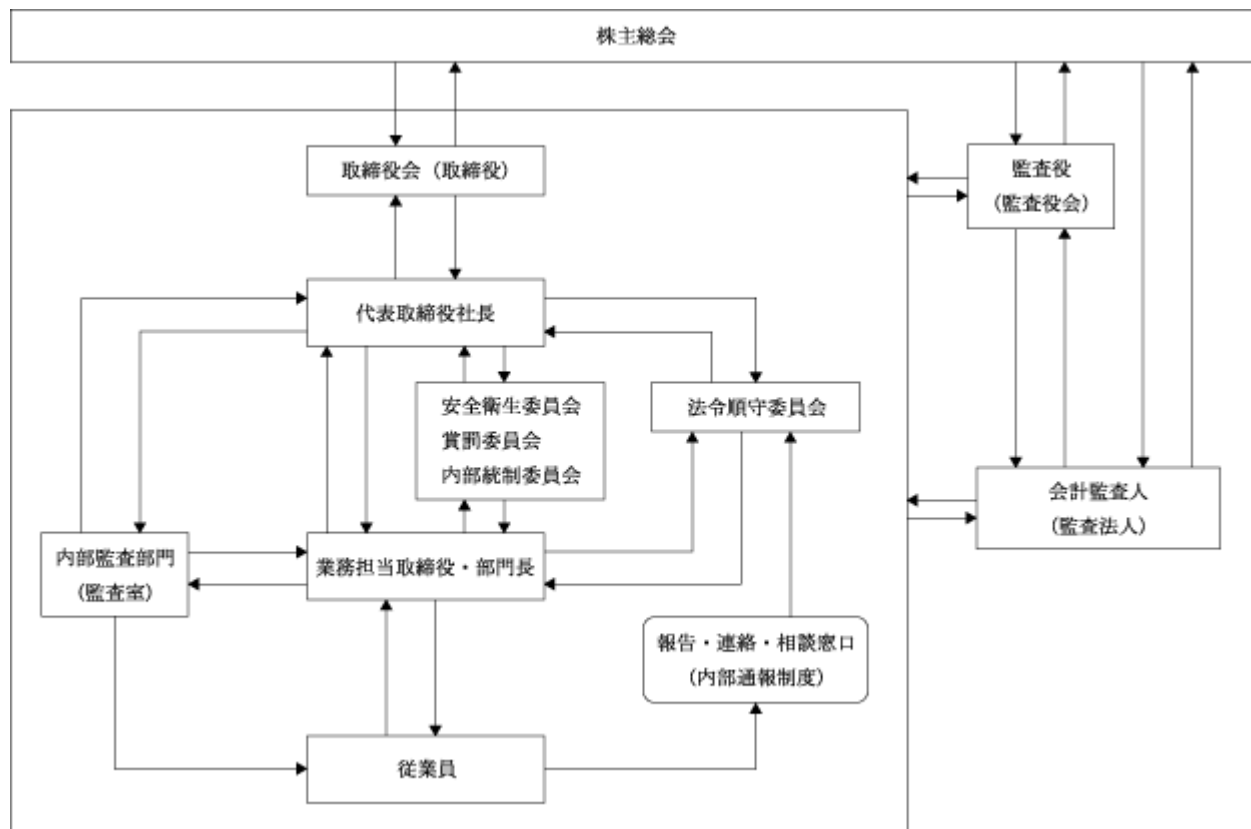 株主総会
取締役会（取締役）
監査役
（監査役会）
代表取締役社長
安全衛生委員会
賞罰委員会
内部統制委員会
法令順守委員会
会計監査人
（監査法人）
内部監査部門
（監査室）
業務担当取締役・部門長
報告・連絡・相談窓口
（内部通報制度）
従業員